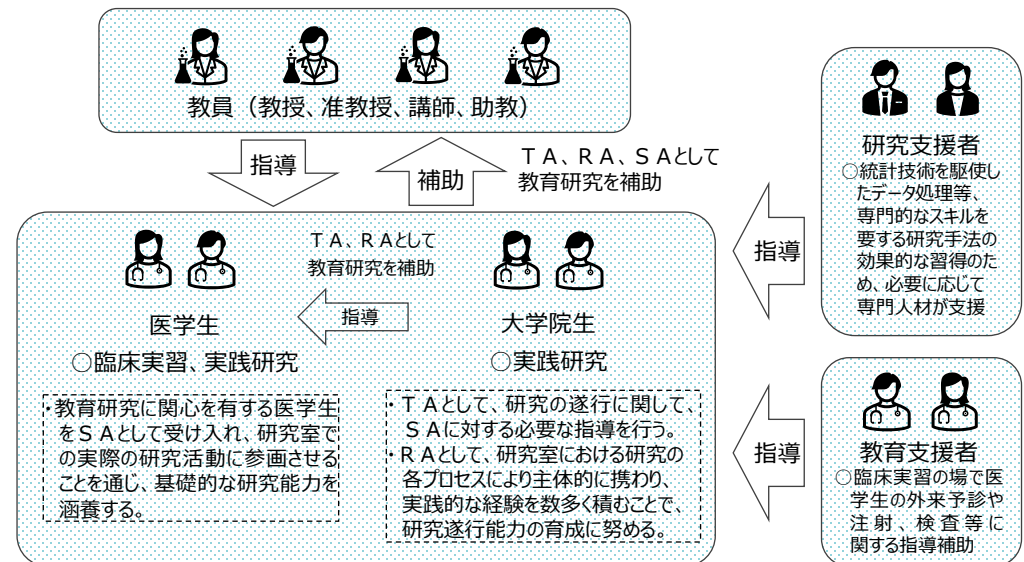 教員（教授、准教授、講師、助教）
指導
補助
ＴＡ、ＲＡ、ＳＡとして
教育研究を補助
ＴＡ、ＲＡとして
教育研究を補助
指導
医学生
○臨床実習、実践研究
・教育研究に関心を有する医学生
をＳＡとして受け入れ、研究室で
の実際の研究活動に参画させる
ことを通じ、基礎的な研究能力を
涵養する。
大学院生
○実践研究
・ＴＡとして、研究の遂行に関して、
ＳＡに対する必要な指導を行う。
・ＲＡとして、研究室における研究の
各プロセスにより主体的に携わり、
実践的な経験を数多く積むことで、
研究遂行能力の育成に努める。
指導
研究支援者
○統計技術を駆使し
たデータ処理等、
専門的なスキルを
要する研究手法の
効果的な習得のた
め、必要に応じて
専門人材が支援
指導
教育支援者
○臨床実習の場で医
学生の外来予診や
注射、検査等に
関する指導補助